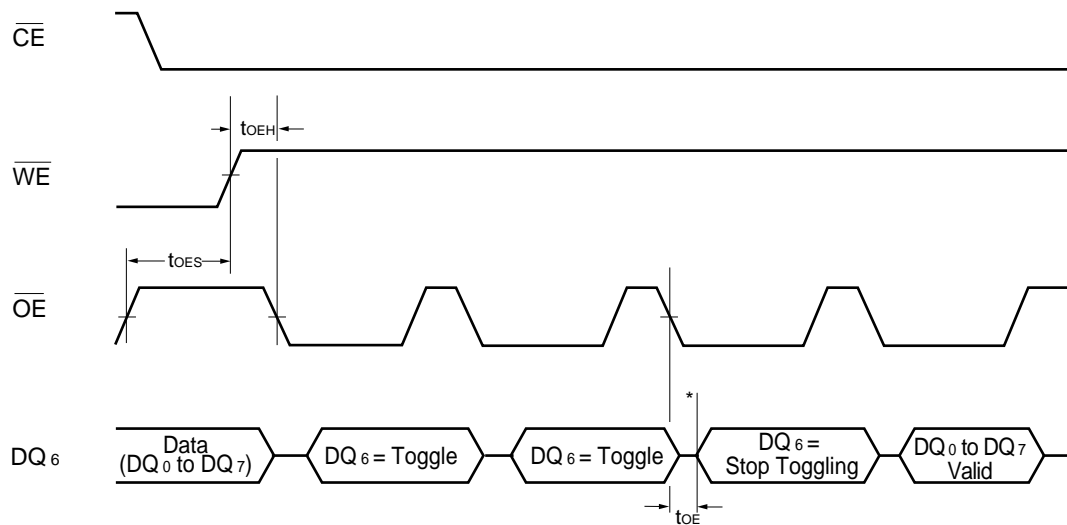 CE
tOEH
WE
tOES
OE
*
DQ6
Data
(DQ0 to DQ7)
DQ6 = Toggle
DQ6 = Toggle
DQ6 =
Stop Toggling
DQ0 to DQ7
Valid
tOE